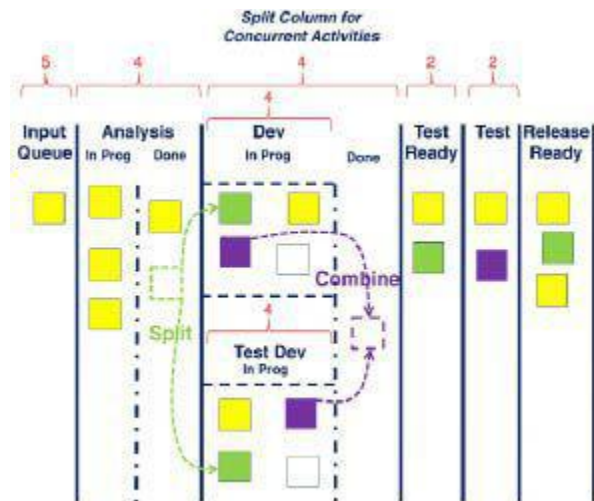 Split Column for
Concurrent Activities
5 4 4 2 2
4
Input Queue
Analysis
In Prog Done
Dev
In Prog
Done
Test Ready
Test
Release Ready
Combine
Split
4
Test Dev
In Prog